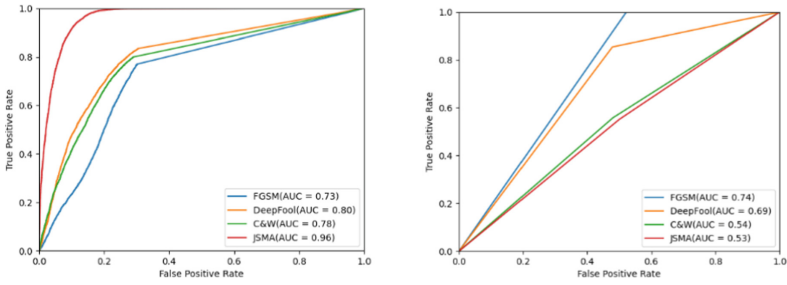 1.0
0.8
0.6
0.4
0.2
0.0
True Positive Rate
0.0 0.2 0.4 0.6 0.8 1.0
False Positive Rate
FGSM(AUC = 0.73)
DeepFool(AUC = 0.80)
C&W(AUC = 0.78)
JSMA(AUC = 0.96)
1.0
0.8
0.6
0.4
0.2
0.0
True Positive Rate
0.0 0.2 0.4 0.6 0.8 1.0
False Positive Rate
FGSM(AUC = 0.74)
DeepFool(AUC = 0.69)
C&W(AUC = 0.54)
JSMA(AUC = 0.53)